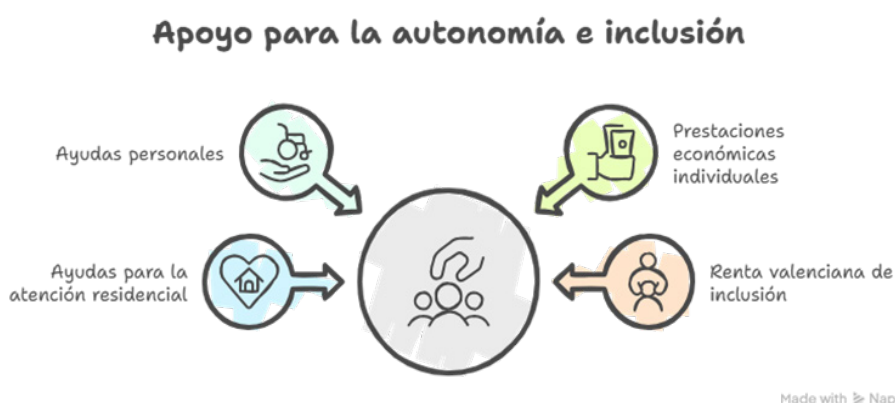 Apoyo para la autonomía e inclusión
Ayudas personales
Prestaciones
económicas
individuales
Ayudas para la
atención residencial
Renta valenciana de
inclusión
Made with Nap